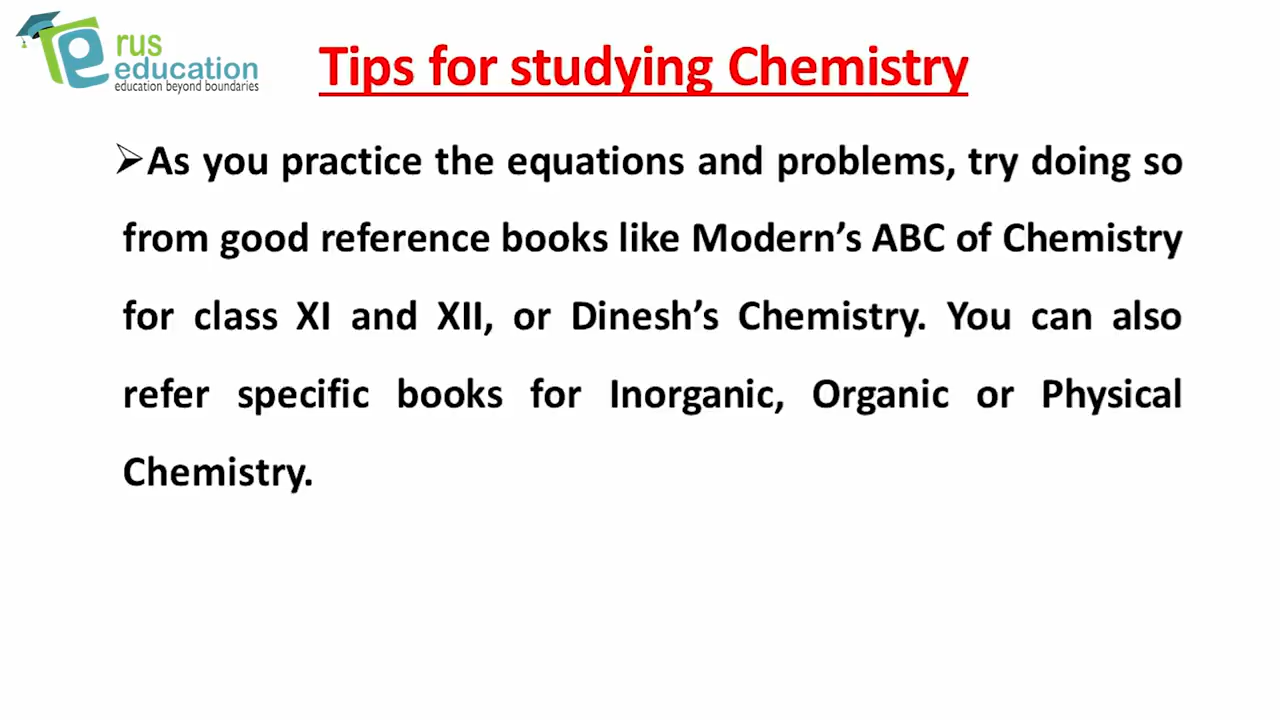 rus
education
education beyond boundaries
Tips for studying Chemistry
➢As you practice the equations and problems, try doing so
from good reference books like Modern’s ABC of Chemistry
for class XI and XII, or Dinesh’s Chemistry. You can also
refer specific books for Inorganic, Organic or Physical
Chemistry.